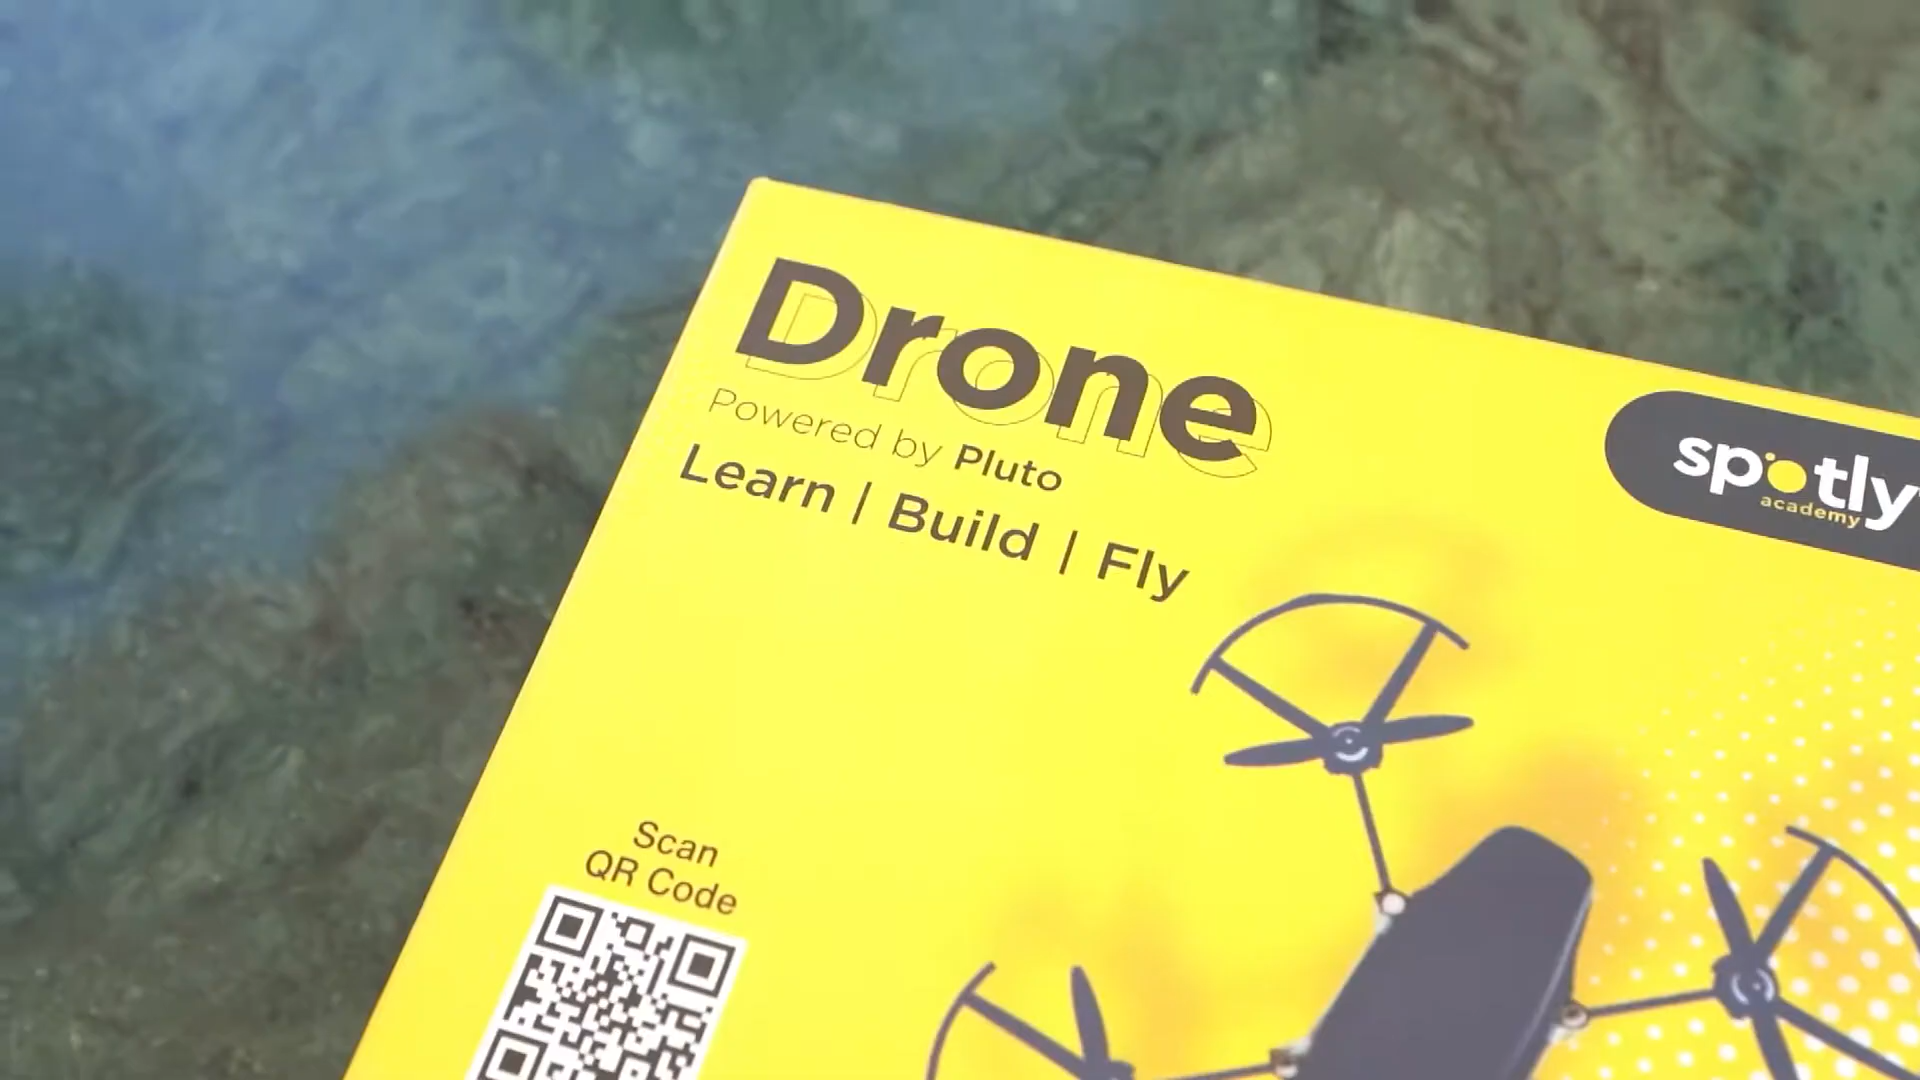 Drone
Powered by Pluto
Learn | Build | Fly
spotly
academy
Scan
QR Code